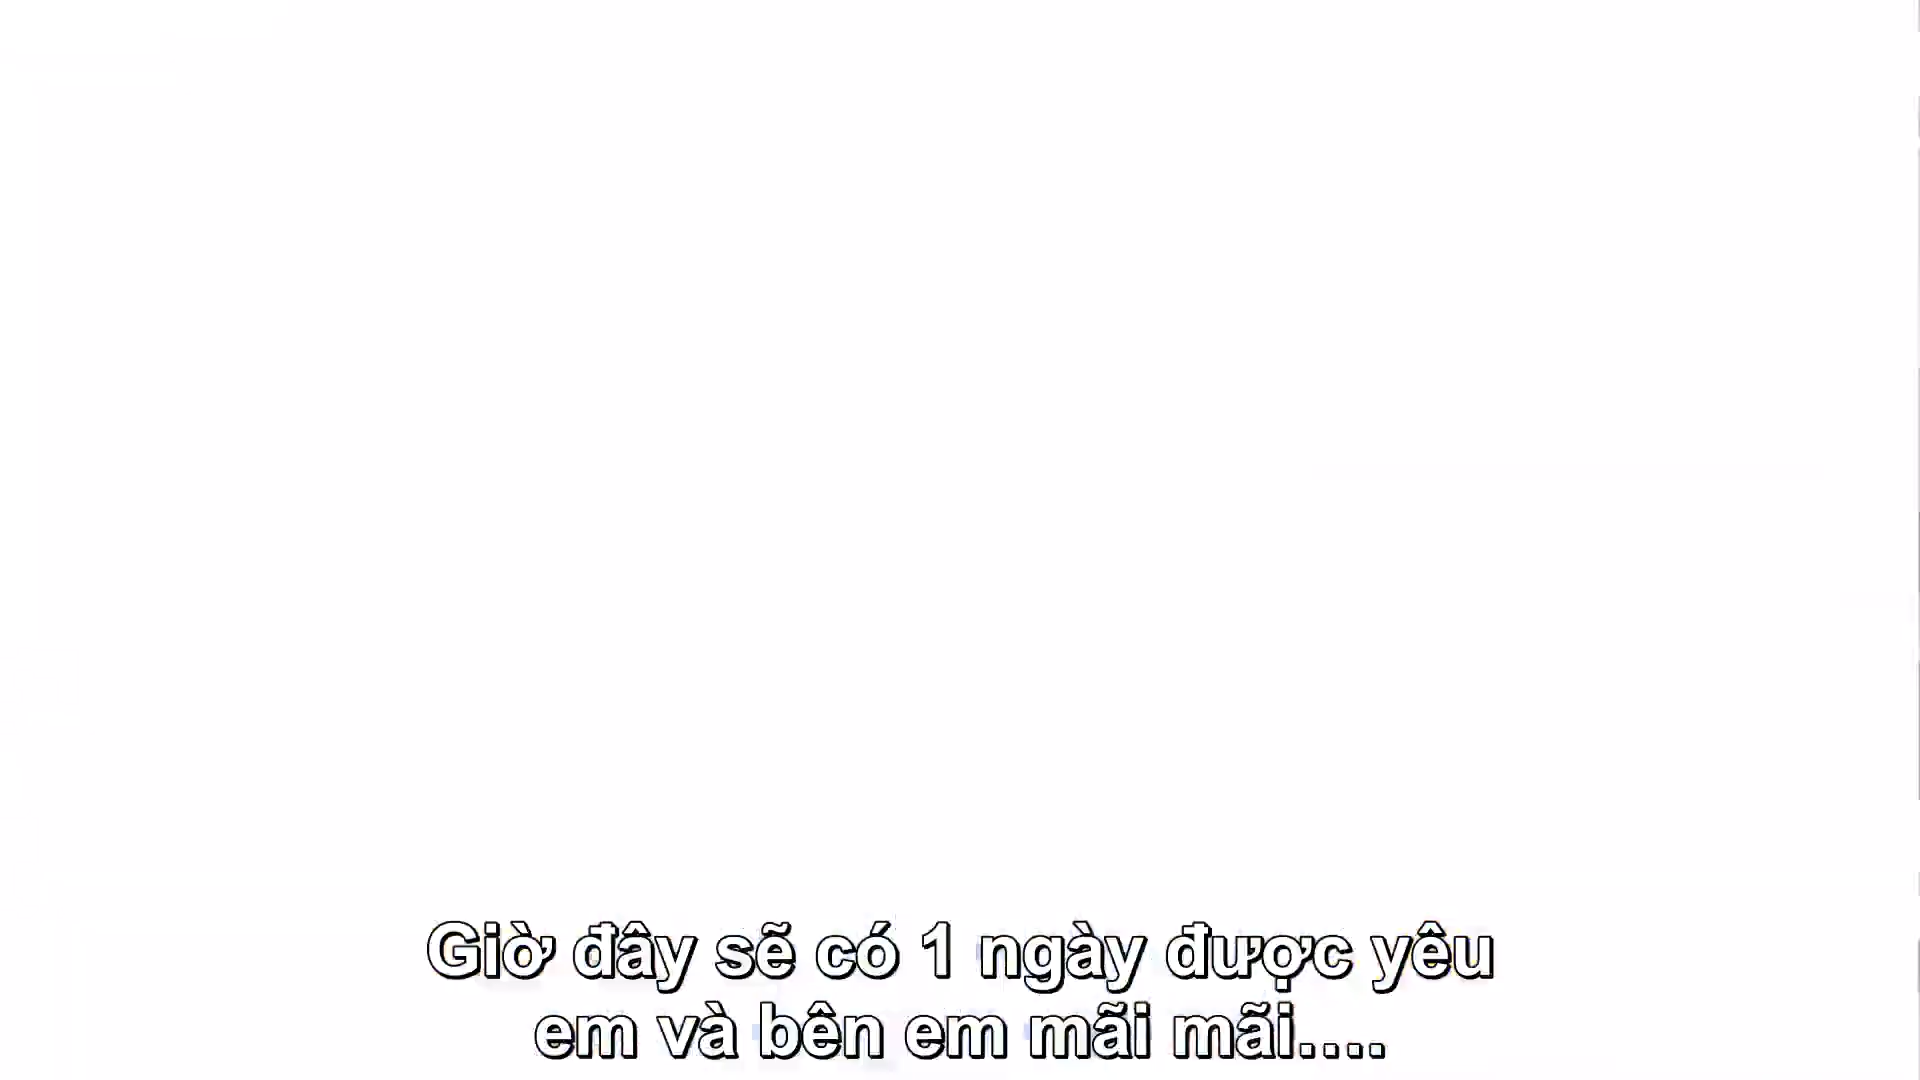 Giờ đây sẽ có 1 ngày được yêu
em và bên em mãi mãi....